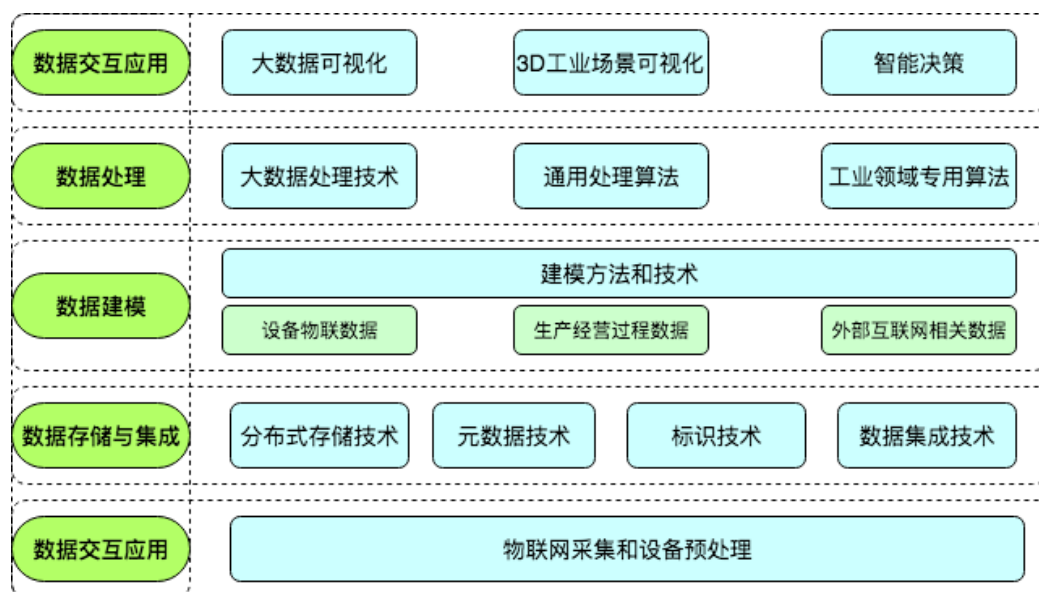 数据交互应用
大数据可视化
3D工业场景可视化
智能决策
数据处理
大数据处理技术
通用处理算法
工业领域专用算法
数据建模
建模方法和技术
设备物联数据
生产经营过程数据
外部互联网相关数据
数据存储与集成
分布式存储技术
元数据技术
标识技术
数据集成技术
数据交互应用
物联网采集和设备预处理